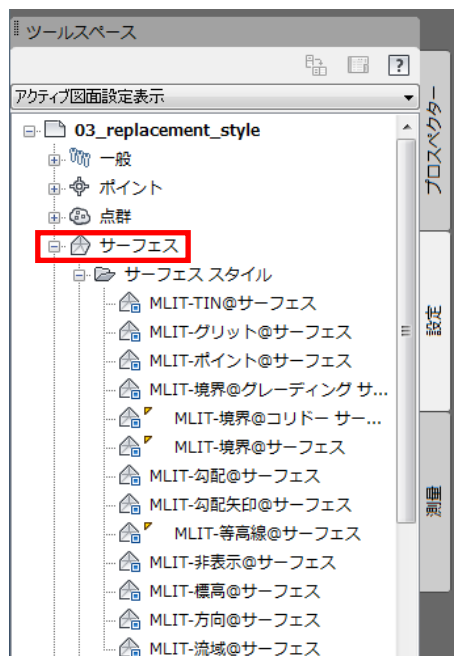 ツールスペース
?
アクティブ図面設定表示
03_replacement_style
一般
ポイント
点群
サーフェス
サーフェス スタイル
MLIT-TIN@サーフェス
MLIT-グリット@サーフェス
MLIT-ポイント@サーフェス
MLIT-境界@グレーディング サ...
MLIT-境界@コリドー サー...
MLIT-境界@サーフェス
MLIT-勾配@サーフェス
MLIT-勾配矢印@サーフェス
MLIT-等高線@サーフェス
MLIT-非表示@サーフェス
MLIT-標高@サーフェス
MLIT-方向@サーフェス
MLIT-流域@サーフェス
プロスペクター
設定
測量